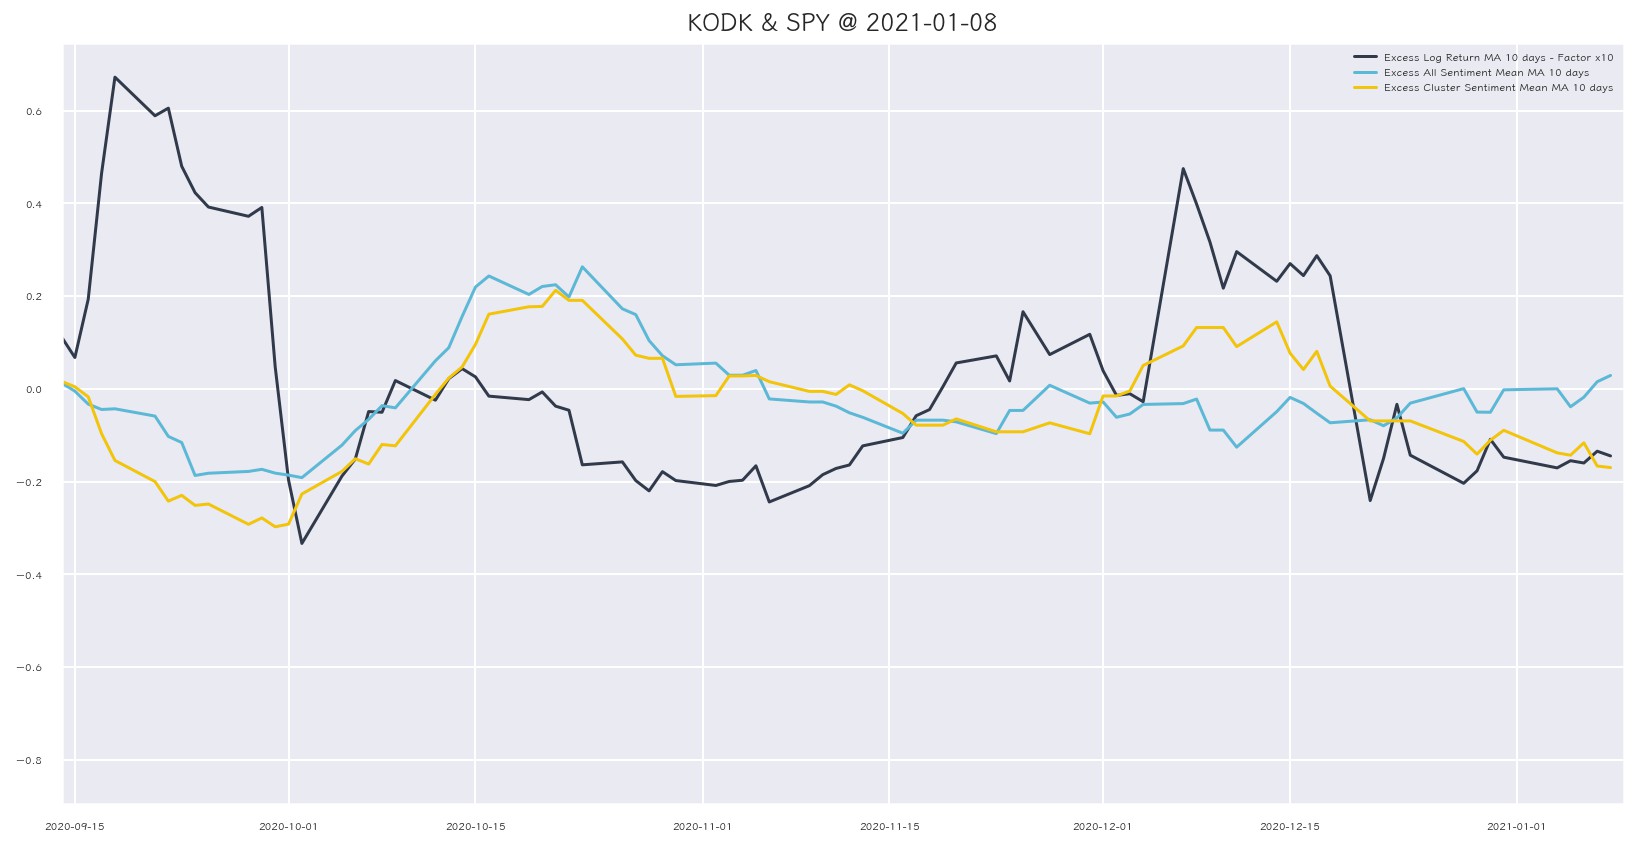 KODK & SPY @ 2021-01-08
Excess Log Return MA 10 days - Factor x10
Excess All Sentiment Mean MA 10 days
Excess Cluster Sentiment Mean MA 10 days
0.6
0.4
0.2
0.0
−0.2
−0.4
−0.6
−0.8
2020-09-15 2020-10-01 2020-10-15 2020-11-01 2020-11-15 2020-12-01 2020-12-15 2021-01-01